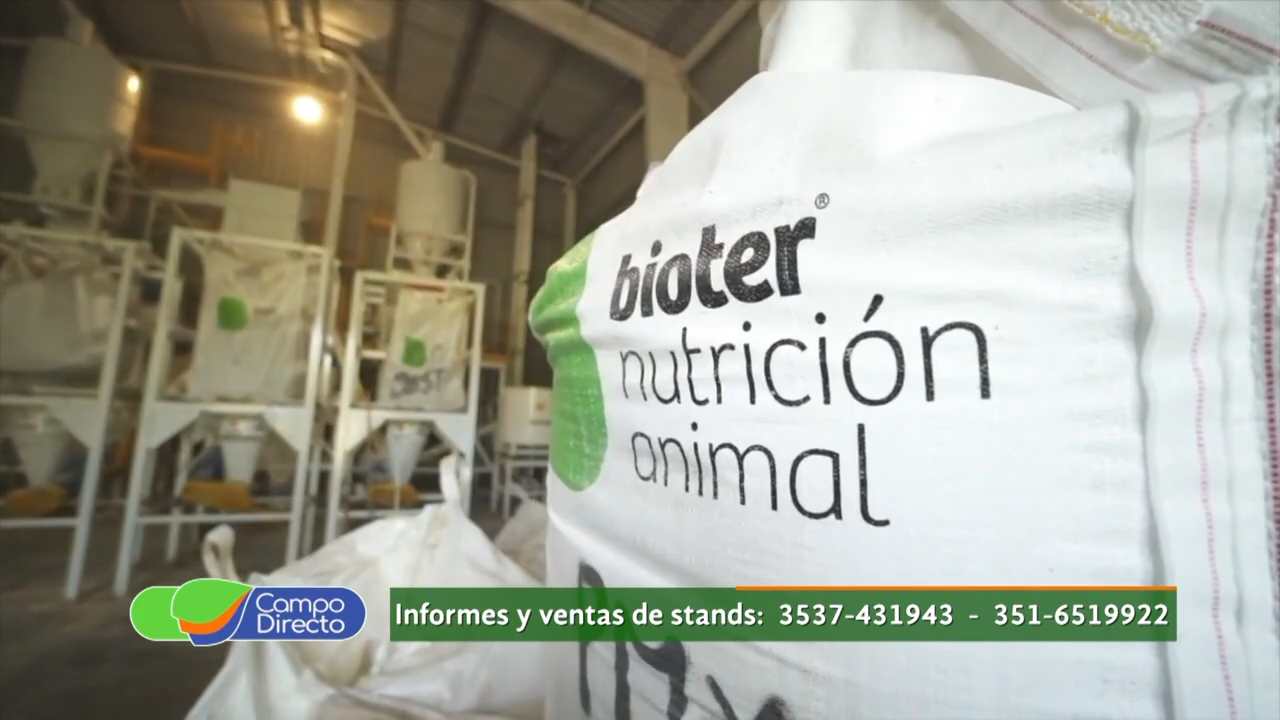 bioter®
nutrición
animal
Campo
Directo
Informes y ventas de stands: 3537-431943 - 351-6519922